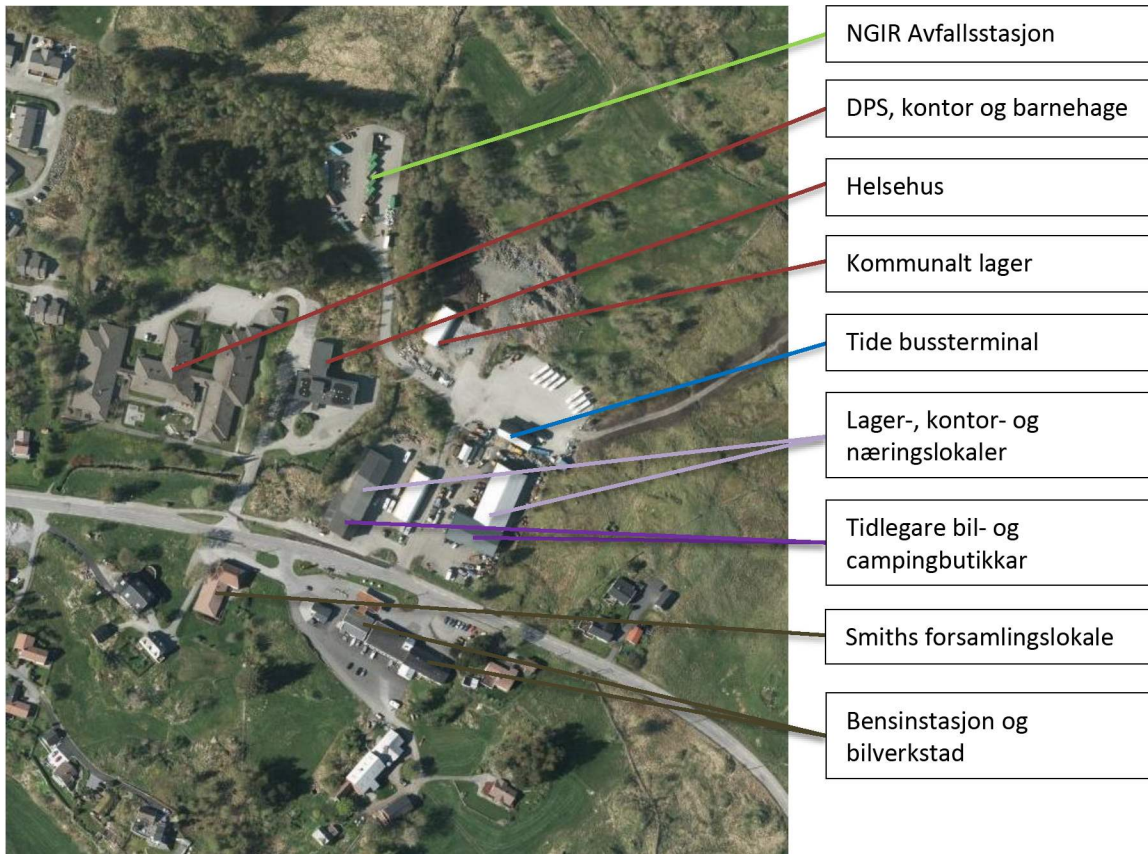 NGIR Avfallsstasjon
DPS, kontor og barnehage
Helsehus
Kommunalt lager
Tide bussterminal
Lager-, kontor- og
næringslokaler
Tidlegare bil- og
campingbutikkar
Smiths forsamlingslokale
Bensinstasjon og
bilverkstad